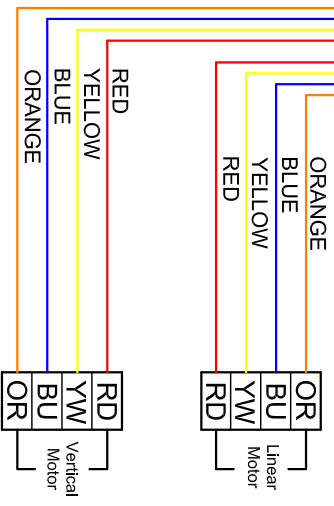 ORANGE
BLUE
YELLOW
RED
RED
YELLOW
BLUE
ORANGE
OR
BU
YW
RD
RD
YW
BU
OR
Vertical
Motor
Linear
Motor